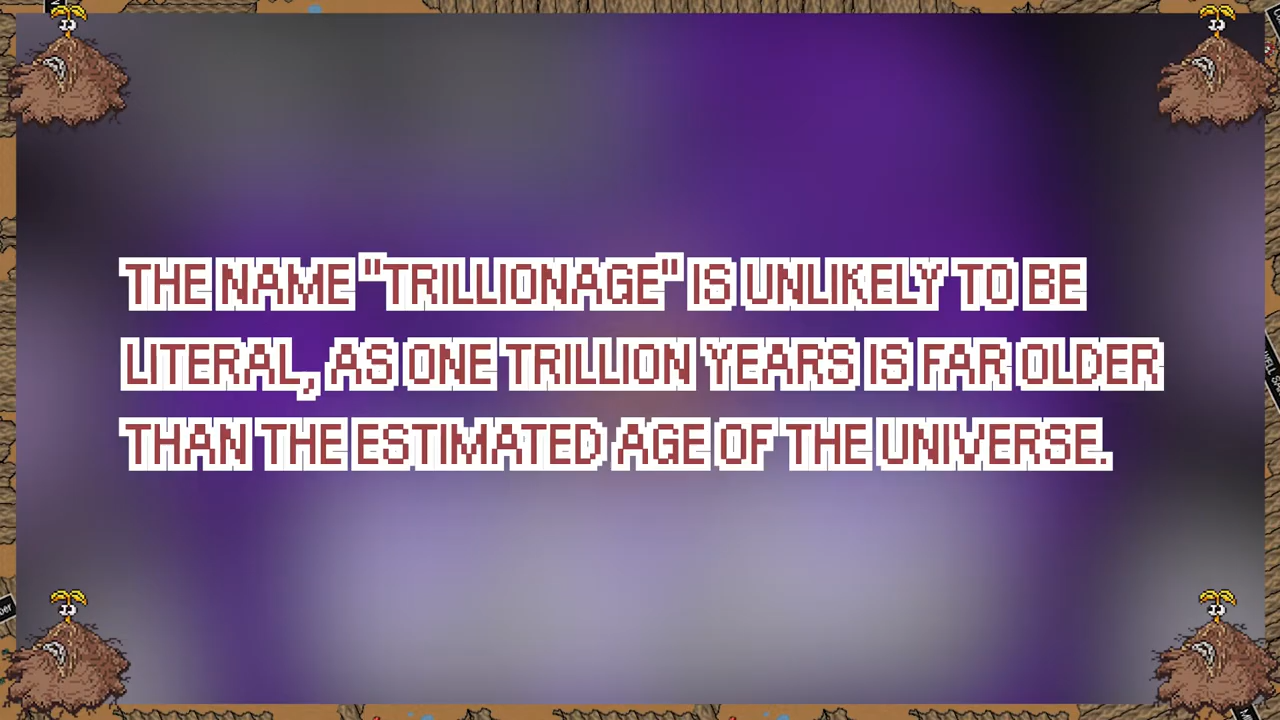 THE NAME "TRILLIONAGE" IS UNLIKELY TO BE
LITERAL, AS ONE TRILLION YEARS IS FAR OLDER
THAN THE ESTIMATED AGE OF THE UNIVERSE.